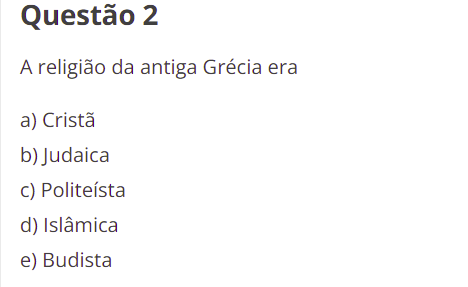 Questão 2
A religião da antiga Grécia era
a) Cristã
b) Judaica
c) Politeísta
d) Islâmica
e) Budista